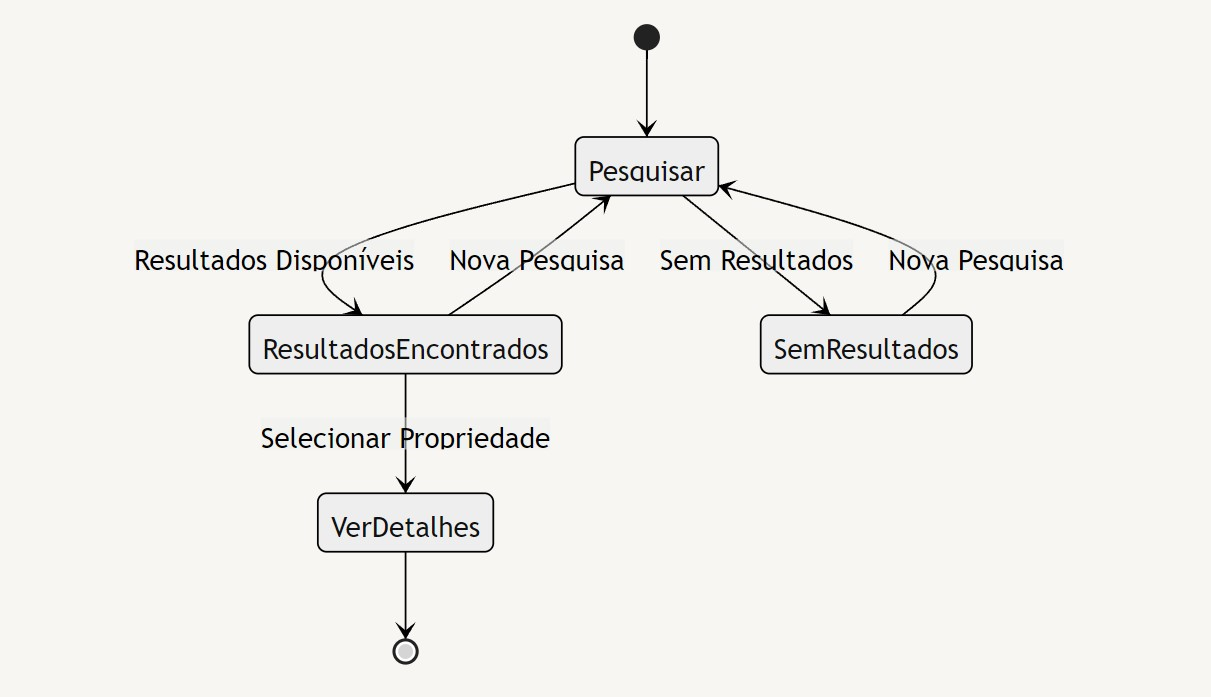 Pesquisar
Resultados Disponíveis
Nova Pesquisa
Sem Resultados
Nova Pesquisa
ResultadosEncontrados
SemResultados
Selecionar Propriedade
VerDetalhes